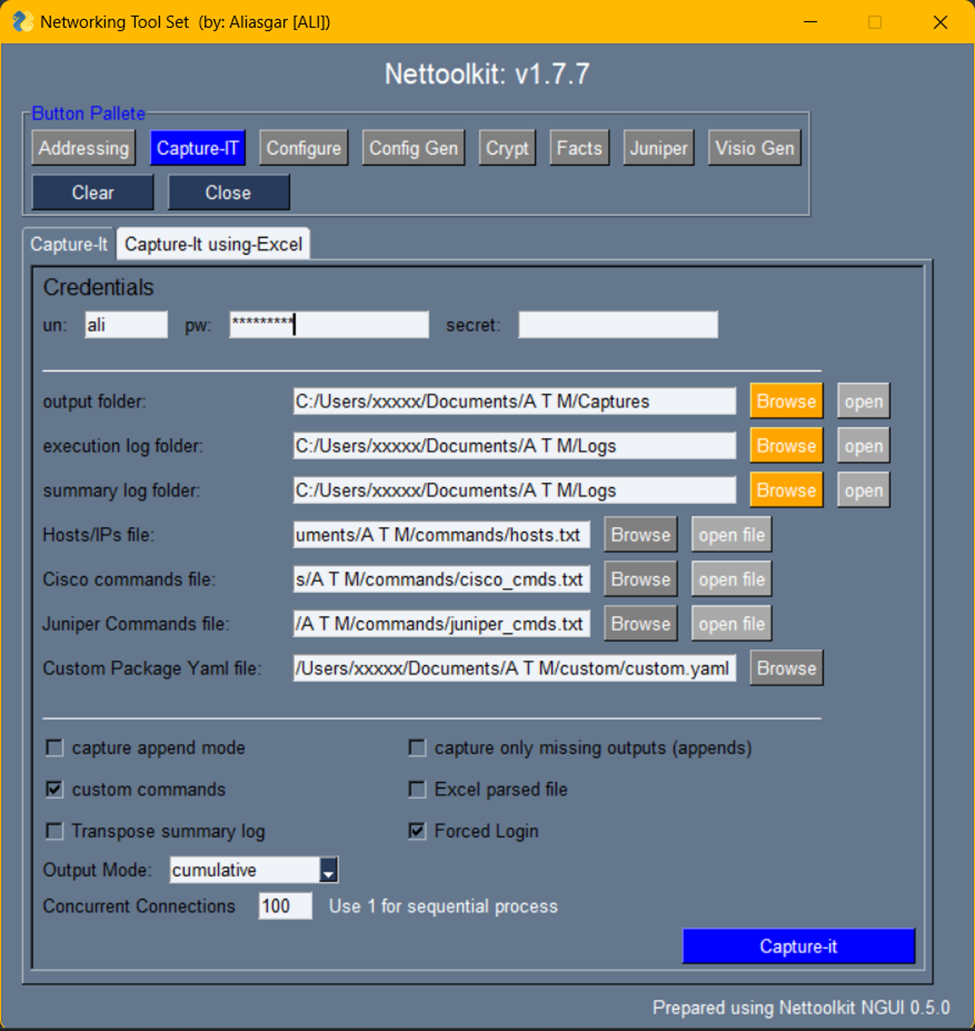 Networking Tool Set (by: Aliasgar [ALI])
Nettoolkit: v1.7.7
Button Pallete
Addressing Capture-IT Configure Config Gen Crypt Facts Juniper Visio Gen
Clear Close
Capture-It Capture-It using-Excel
Credentials
un: ali pw: ********* secret:
output folder: C:/Users/xxxxx/Documents/A T M/Captures Browse open
execution log folder: C:/Users/xxxxx/Documents/A T M/Logs Browse open
summary log folder: C:/Users/xxxxx/Documents/A T M/Logs Browse open
Hosts/IPs file: uments/A T M/commands/hosts.txt Browse open file
Cisco commands file: s/A T M/commands/cisco_cmds.txt Browse open file
Juniper Commands file: /A T M/commands/juniper_cmds.txt Browse open file
Custom Package Yaml file: /Users/xxxxx/Documents/A T M/custom/custom.yaml Browse
capture append mode capture only missing outputs (appends)
custom commands Excel parsed file
Transpose summary log Forced Login
Output Mode: cumulative
Concurrent Connections 100 Use 1 for sequential process
Capture-it
Prepared using Nettoolkit NGUI 0.5.0